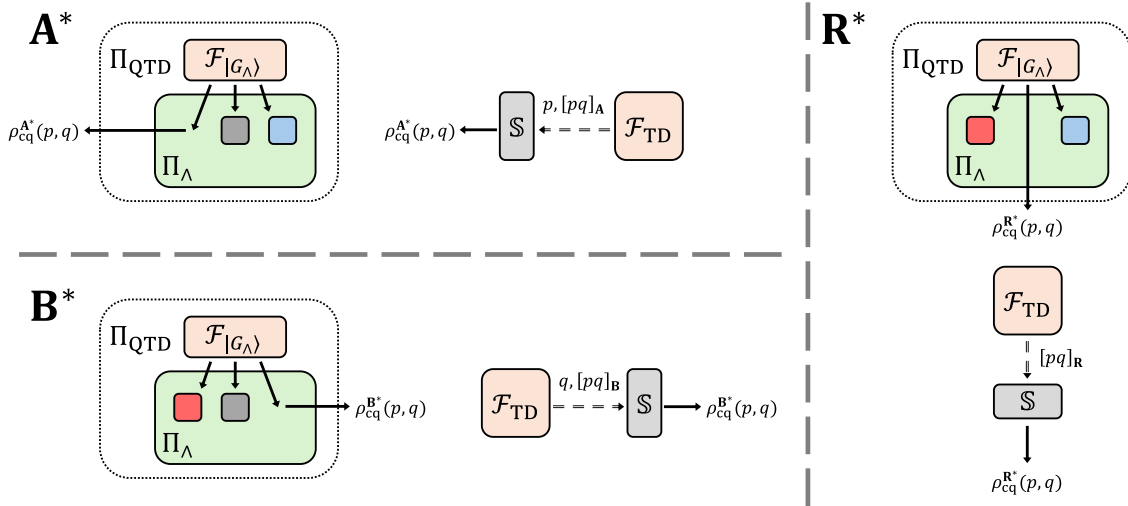 A*
Π_QTD
ℱ_|G_∧⟩
Π_∧
ρ_cq^A*(p, q)
ρ_cq^A*(p, q)
𝕊
p, [pq]_A
ℱ_TD
B*
Π_QTD
ℱ_|G_∧⟩
Π_∧
ρ_cq^B*(p, q)
ℱ_TD
q, [pq]_B
𝕊
ρ_cq^B*(p, q)
R*
Π_QTD
ℱ_|G_∧⟩
Π_∧
ρ_cq^R*(p, q)
ℱ_TD
[pq]_R
𝕊
ρ_cq^R*(p, q)